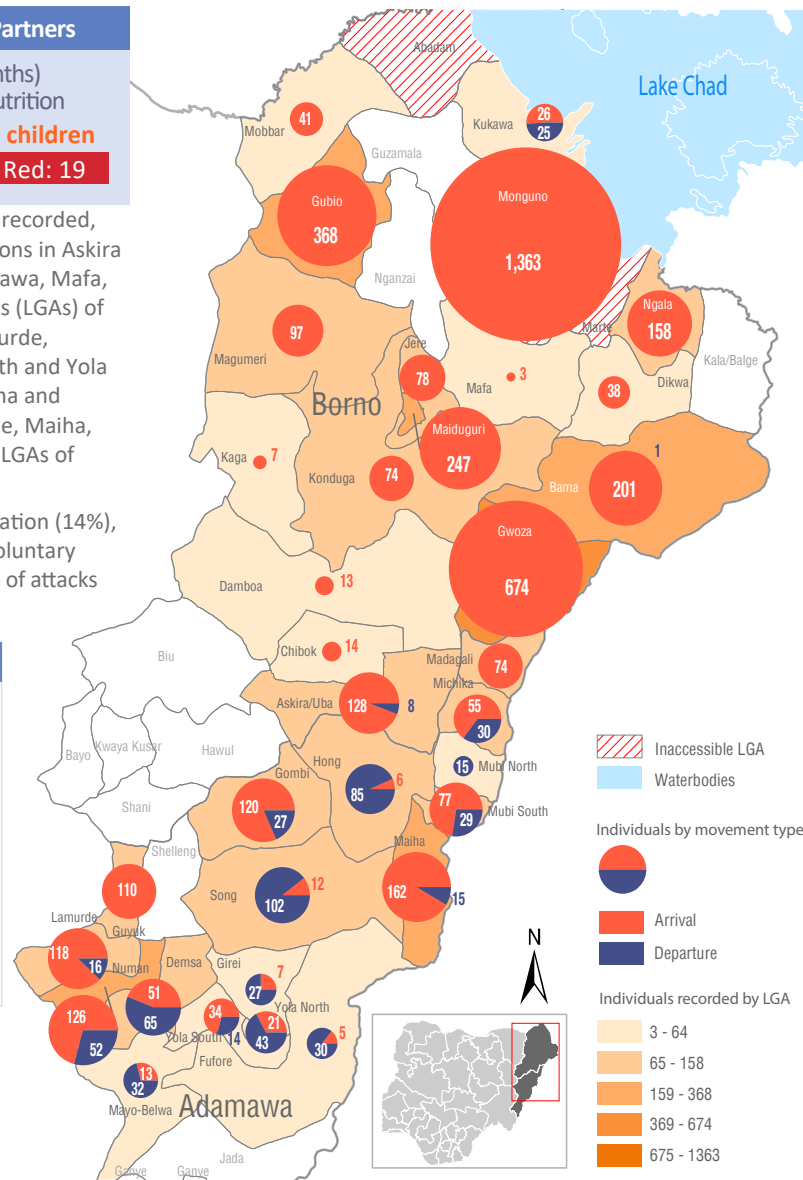 Partners
nths)
utrition
children
Red: 19
recorded,
ons in Askira
awa, Mafa,
s (LGAs) of
urde,
th and Yola
na and
e, Maiha,
LGAs of
ation (14%),
oluntary
of attacks
Abadam
Lake Chad
Mobbar
41
Kukawa
26
25
Guzamala
Gubio
368
Monguno
1,363
Nganzai
Ngala
158
Marte
Magumeri
97
Jere
78
Mafa
3
Kala/Balge
Dikwa
38
Borno
Maiduguri
247
Kaga
7
Konduga
74
Bama
201
1
Gwoza
674
Damboa
13
Chibok
14
Biu
Madagali
74
Michika
55
30
Askira/Uba
128
8
Bayo
Kwaya Kusar
Hawul
Hong
6
85
Mubi North
15
Gombi
120
27
Mubi South
77
29
Shani
Shelleng
Maiha
162
15
Song
12
102
110
Lamurde
118
16
Guyuk
Numan
Demsa
Girei
7
27
126
52
51
65
Yola North
34
14
Yola South
21
43
5
30
Fufore
13
32
Mayo-Belwa
Adamawa
Jada
Ganye
Ganye
Inaccessible LGA
Waterbodies
Individuals by movement type
Arrival
Departure
N
Individuals recorded by LGA
3 - 64
65 - 158
159 - 368
369 - 674
675 - 1363